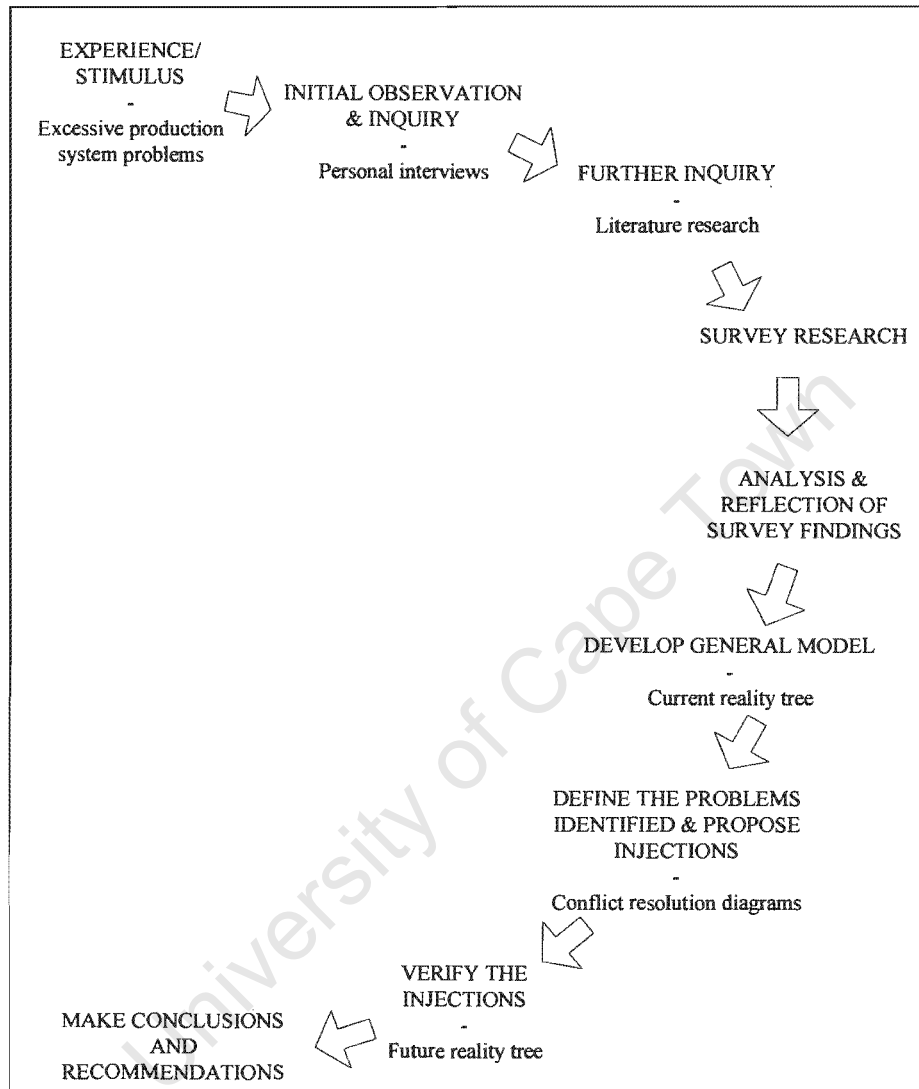 EXPERIENCE/
STIMULUS
-
Excessive production
system problems
INITIAL OBSERVATION
& INQUIRY
-
Personal interviews
FURTHER INQUIRY
-
Literature research
SURVEY RESEARCH
ANALYSIS &
REFLECTION OF
SURVEY FINDINGS
DEVELOP GENERAL MODEL
-
Current reality tree
DEFINE THE PROBLEMS
IDENTIFIED & PROPOSE
INJECTIONS
-
Conflict resolution diagrams
VERIFY THE
INJECTIONS
-
Future reality tree
MAKE CONCLUSIONS
AND
RECOMMENDATIONS
University of Cape Town